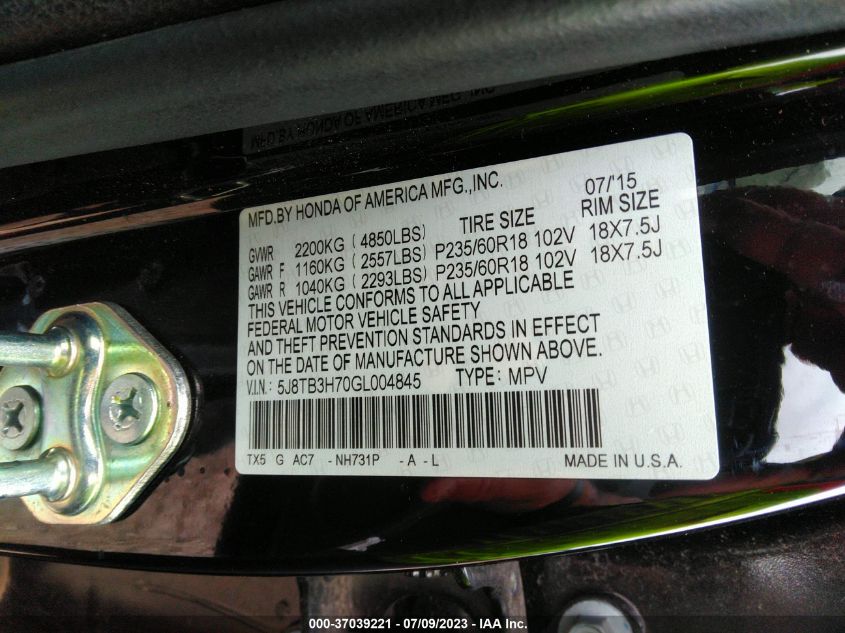 MFD.BY HONDA OF AMERICA MFG.,INC. 07/'15
GVWR 2200KG ( 4850LBS) TIRE SIZE RIM SIZE
GAWR F 1160KG ( 2557LBS) P235/60R18 102V 18X7.5J
GAWR R 1040KG ( 2293LBS) P235/60R18 102V 18X7.5J
THIS VEHICLE CONFORMS TO ALL APPLICABLE
FEDERAL MOTOR VEHICLE SAFETY
AND THEFT PREVENTION STANDARDS IN EFFECT
ON THE DATE OF MANUFACTURE SHOWN ABOVE.
V.I.N.: 5J8TB3H70GL004845 TYPE: MPV
TX5 G AC7 -NH731P -A -L MADE IN U.S.A.
000-37039221 - 07/09/2023 - IAA Inc.